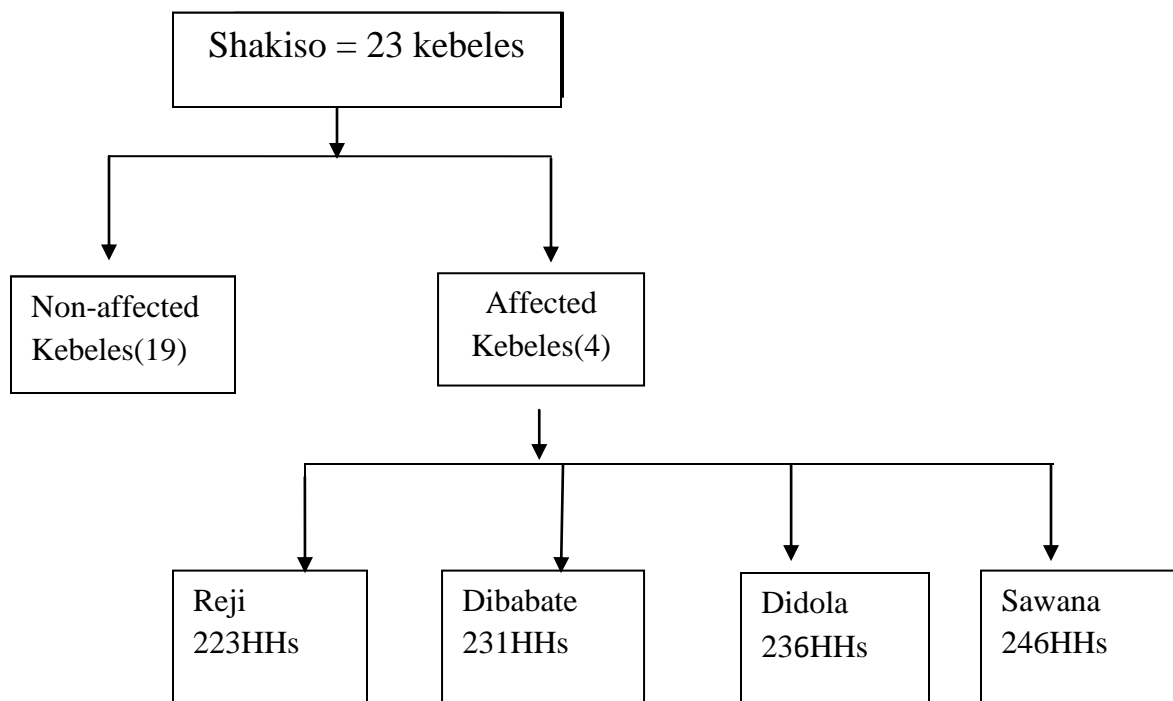 Shakiso = 23 kebeles
Non-affected
Kebeles(19)
Affected
Kebeles(4)
Reji
223HHs
Dibabate
231HHs
Didola
236HHs
Sawana
246HHs